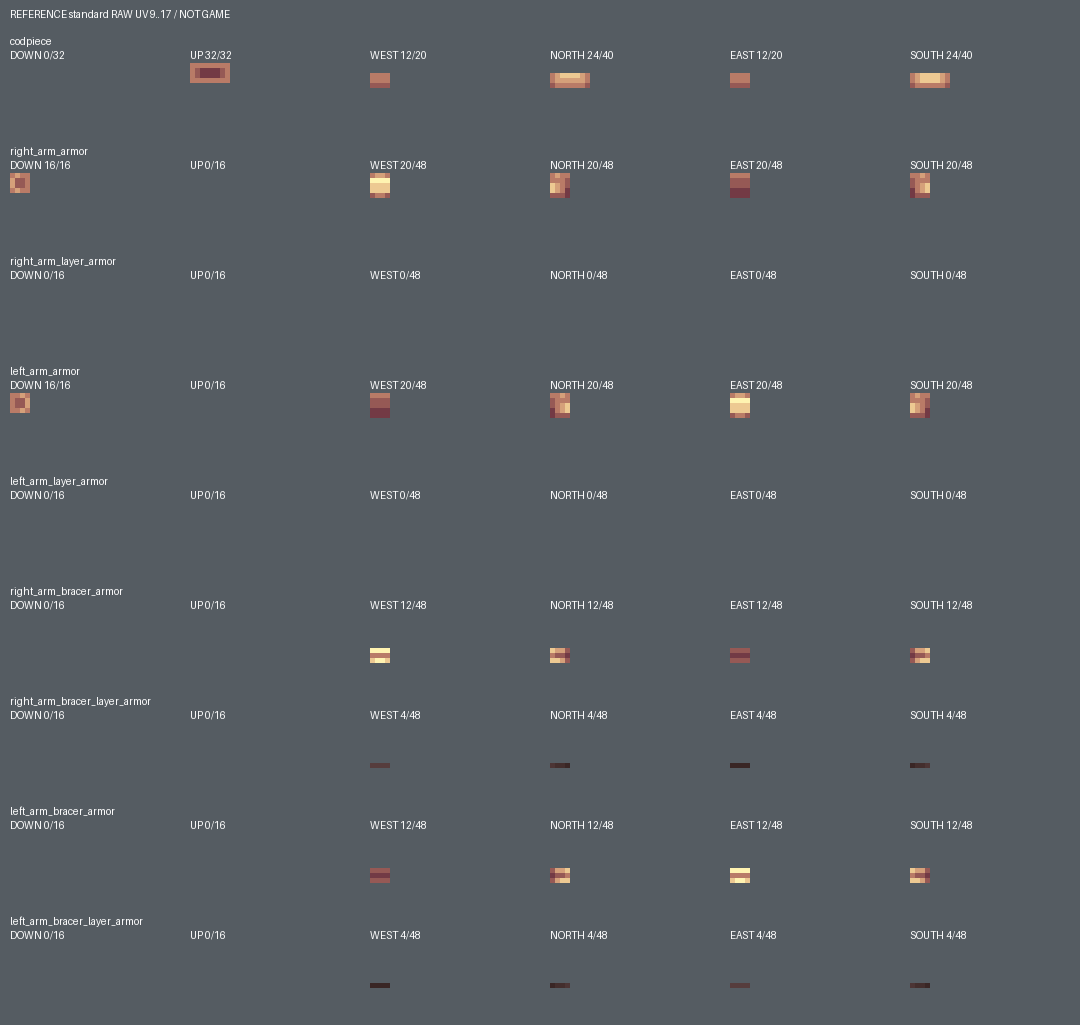 REFERENCE standard RAW UV 9..17 / NOT GAME
codpiece
DOWN 0/32 UP 32/32 WEST 12/20 NORTH 24/40 EAST 12/20 SOUTH 24/40
right_arm_armor
DOWN 16/16 UP 0/16 WEST 20/48 NORTH 20/48 EAST 20/48 SOUTH 20/48
right_arm_layer_armor
DOWN 0/16 UP 0/16 WEST 0/48 NORTH 0/48 EAST 0/48 SOUTH 0/48
left_arm_armor
DOWN 16/16 UP 0/16 WEST 20/48 NORTH 20/48 EAST 20/48 SOUTH 20/48
left_arm_layer_armor
DOWN 0/16 UP 0/16 WEST 0/48 NORTH 0/48 EAST 0/48 SOUTH 0/48
right_arm_bracer_armor
DOWN 0/16 UP 0/16 WEST 12/48 NORTH 12/48 EAST 12/48 SOUTH 12/48
right_arm_bracer_layer_armor
DOWN 0/16 UP 0/16 WEST 4/48 NORTH 4/48 EAST 4/48 SOUTH 4/48
left_arm_bracer_armor
DOWN 0/16 UP 0/16 WEST 12/48 NORTH 12/48 EAST 12/48 SOUTH 12/48
left_arm_bracer_layer_armor
DOWN 0/16 UP 0/16 WEST 4/48 NORTH 4/48 EAST 4/48 SOUTH 4/48